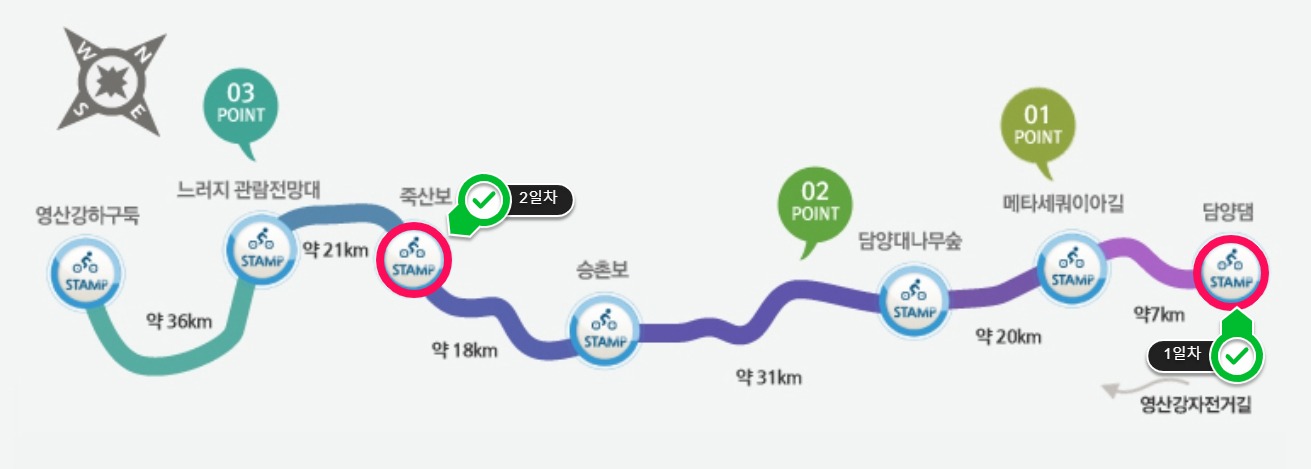 W
N
S
E
03
POINT
01
POINT
02
POINT
느러지 관람전망대
죽산보
2일차
영산강하구둑
메타세쿼이아길
담양댐
담양대나무숲
승촌보
STAMP
STAMP
STAMP
STAMP
STAMP
STAMP
STAMP
약 21km
약 36km
약 18km
약 31km
약 20km
약7km
1일차
영산강자전거길